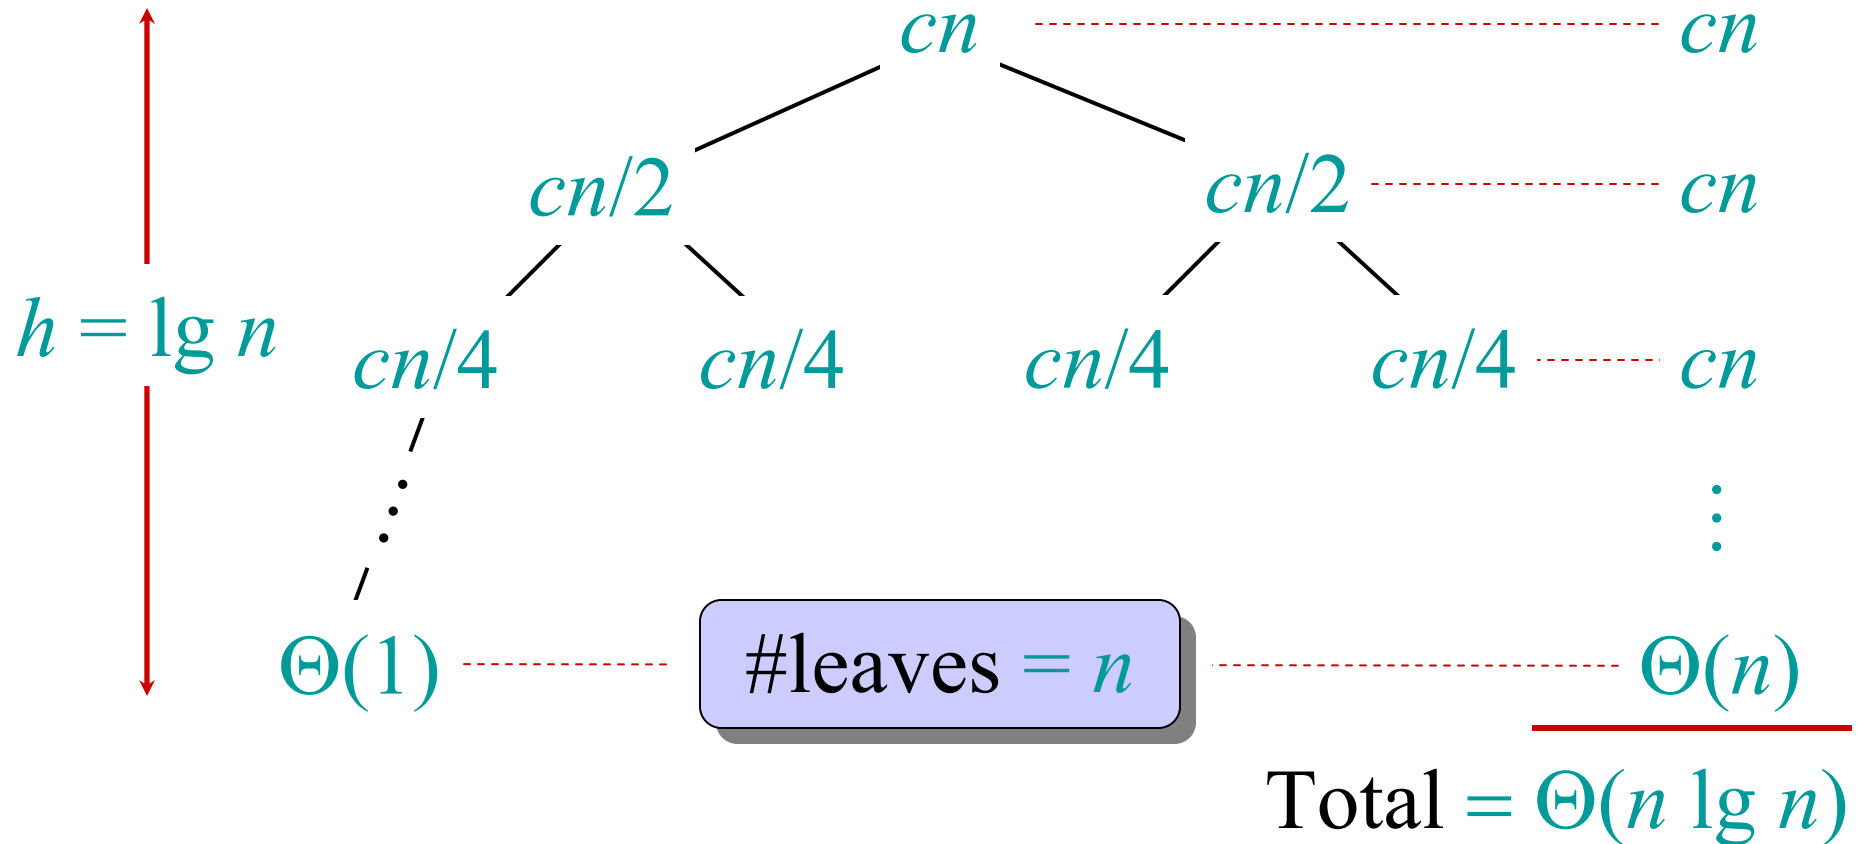 cn cn
cn/2 cn/2 cn
h = lg n cn/4 cn/4 cn/4 cn/4 cn
Θ(1) #leaves = n Θ(n)
Total = Θ(n lg n)